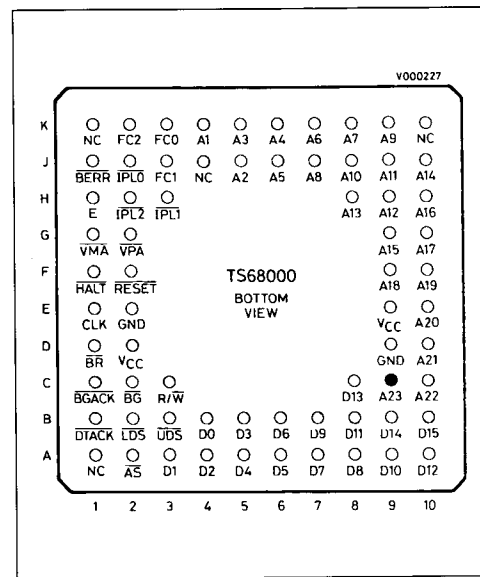 V000227
K
NC FC2 FC0 A1 A3 A4 A6 A7 A9 NC
J
BERR IPL0 FC1 NC A2 A5 A8 A10 A11 A14
H
E IPL2 IPL1 A13 A12 A16
G
VMA VPA A15 A17
F
HALT RESET A18 A19
TS68000
BOTTOM
VIEW
E
CLK GND VCC A20
D
BR VCC GND A21
C
BGACK BG R/W D13 A23 A22
B
DTACK LDS UDS D0 D3 D6 D9 D11 D14 D15
A
NC AS D1 D2 D4 D5 D7 D8 D10 D12
1 2 3 4 5 6 7 8 9 10